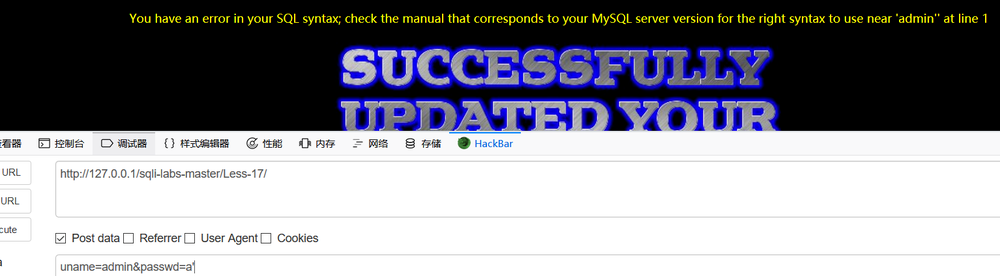 You have an error in your SQL syntax; check the manual that corresponds to your MySQL server version for the right syntax to use near 'admin'' at line 1
SUCCESSFULLY
UPDATED YOUR
看器 控制台 调试器 {} 样式编辑器 性能 内存 网络 存储 HackBar
URL
http://127.0.0.1/sqli-labs-master/Less-17/
URL
cute
Post data Referrer User Agent Cookies
a
uname=admin&passwd=a'